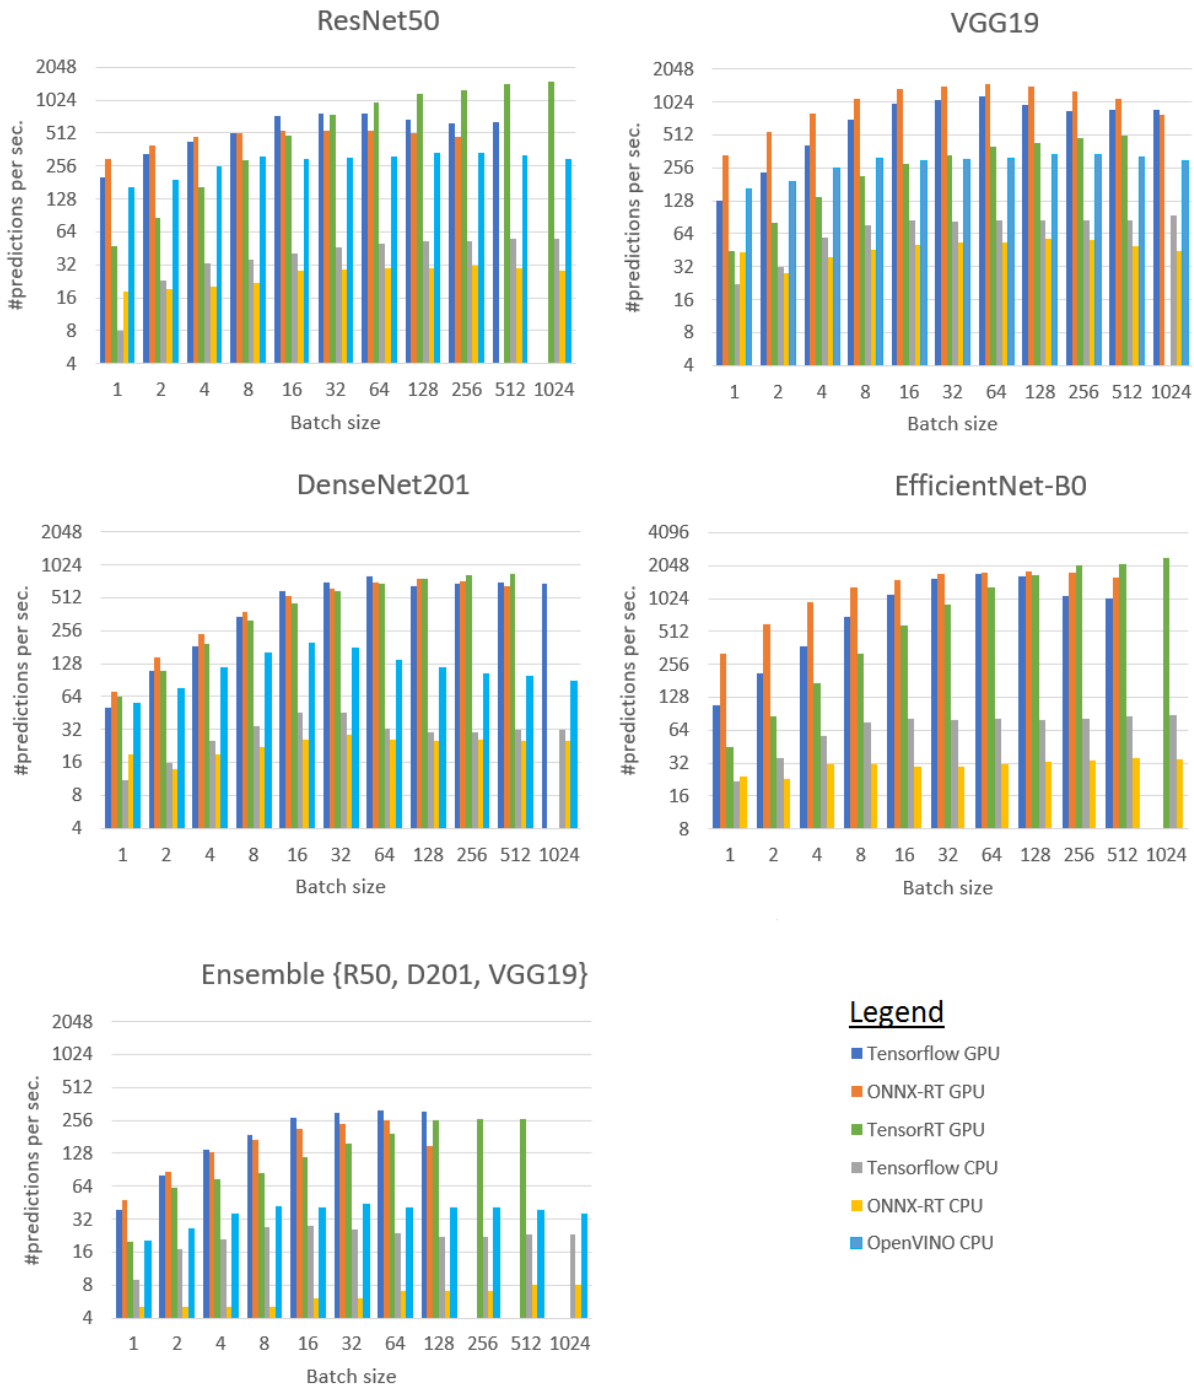 ResNet50
2048
1024
512
256
128
64
32
16
8
4
#predictions per sec.
1 2 4 8 16 32 64 128 256 512 1024
Batch size
VGG19
2048
1024
512
256
128
64
32
16
8
4
#predictions per sec.
1 2 4 8 16 32 64 128 256 512 1024
Batch size
DenseNet201
2048
1024
512
256
128
64
32
16
8
4
#predictions per sec.
1 2 4 8 16 32 64 128 256 512 1024
Batch size
EfficientNet-B0
4096
2048
1024
512
256
128
64
32
16
8
#predictions per sec.
1 2 4 8 16 32 64 128 256 512 1024
Batch size
Ensemble {R50, D201, VGG19}
2048
1024
512
256
128
64
32
16
8
4
#predictions per sec.
1 2 4 8 16 32 64 128 256 512 1024
Batch size
Legend
Tensorflow GPU
ONNX-RT GPU
TensorRT GPU
Tensorflow CPU
ONNX-RT CPU
OpenVINO CPU